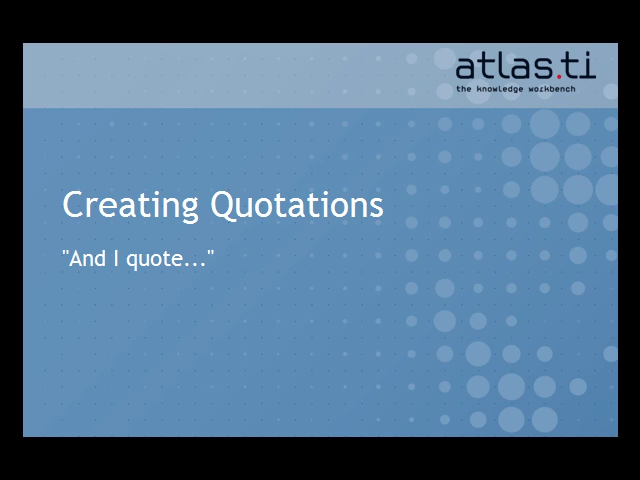 atlas.ti
the knowledge workbench
Creating Quotations
"And I quote..."